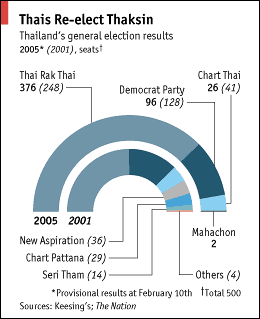 Thais Re-elect Thaksin
Thailand's general election results
2005* (2001), seats†
Thai Rak Thai
376 (248)
Democrat Party
96 (128)
Chart Thai
26 (41)
2005 2001
Mahachon
2
New Aspiration (36)
Chart Pattana (29)
Seri Tham (14)
Others (4)
*Provisional results at February 10th †Total 500
Sources: Keesing's; The Nation